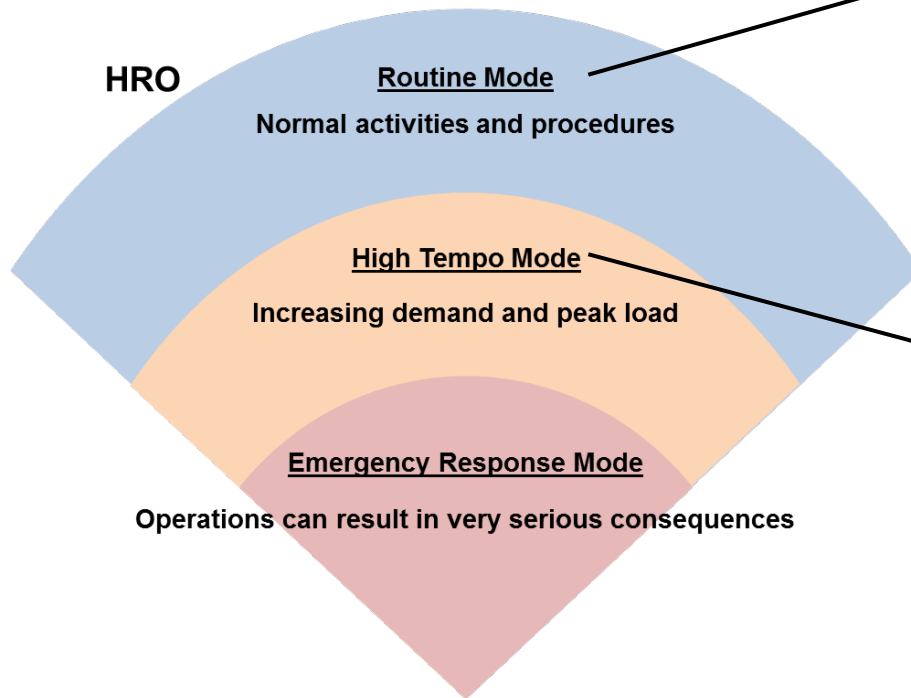 HRO
Routine Mode
Normal activities and procedures
High Tempo Mode
Increasing demand and peak load
Emergency Response Mode
Operations can result in very serious consequences